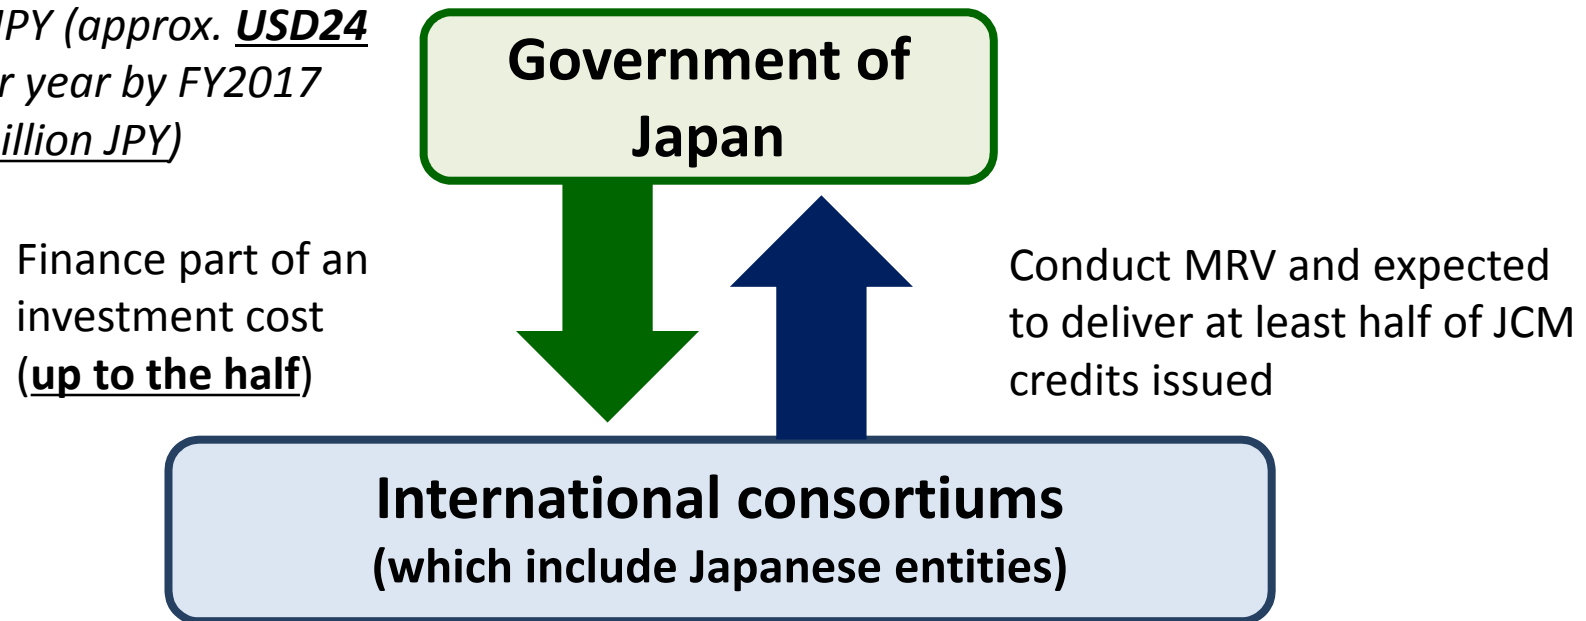 JPY (approx. USD24
r year by FY2017
illion JPY)
Government of
Japan
Finance part of an
investment cost
(up to the half)
Conduct MRV and expected
to deliver at least half of JCM
credits issued
International consortiums
(which include Japanese entities)